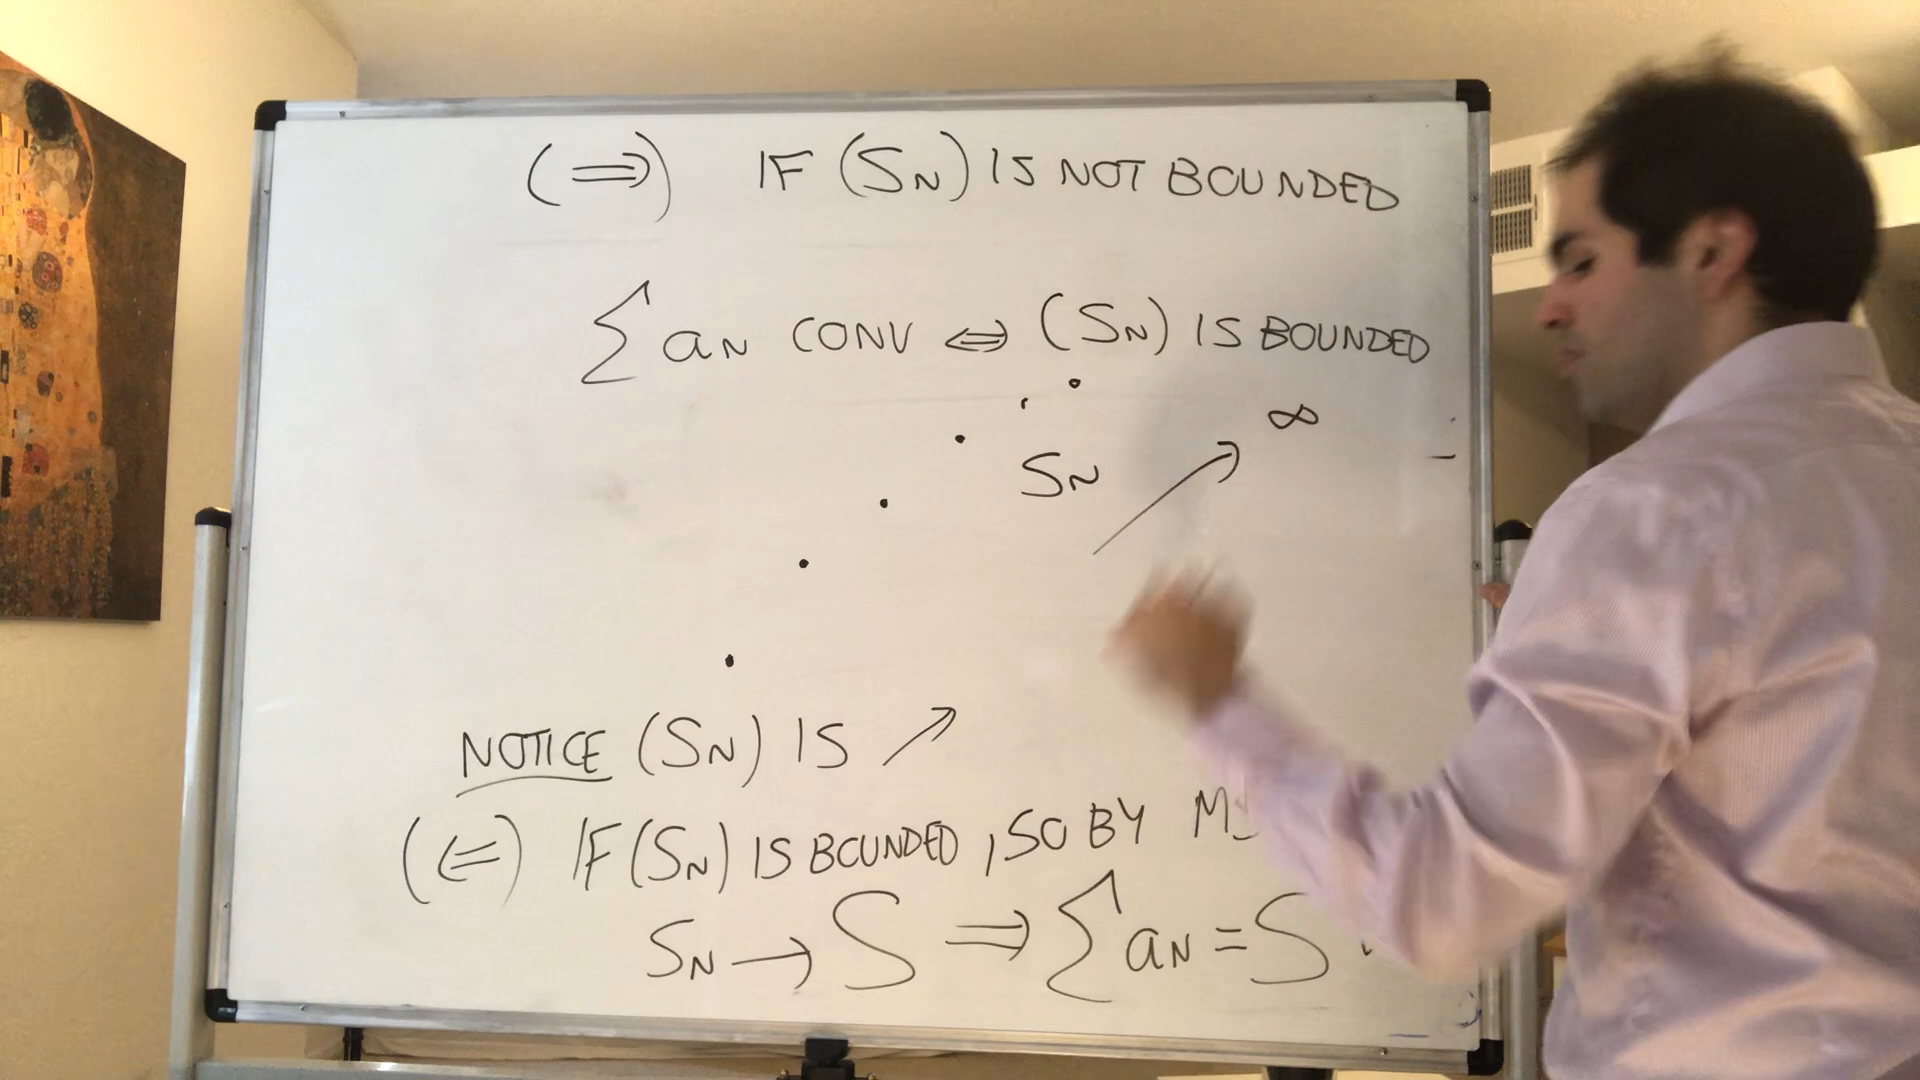 (⇒) IF (SN) IS NOT BOUNDED
∑ aN CONV ⇔ (SN) IS BOUNDED
∞
SN
NOTICE (SN) IS ↗
(⇐) IF (SN) IS BOUNDED, SO BY
SN → S ⇒ ∑ aN = S